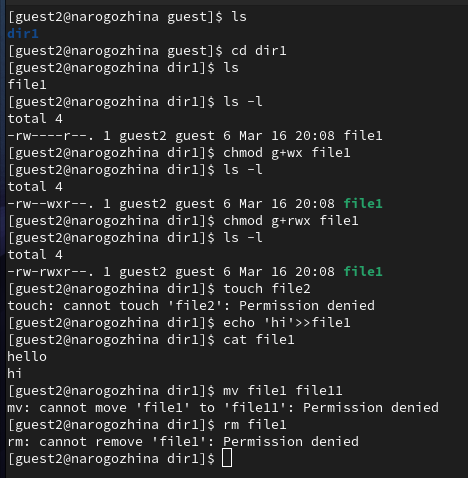 [guest2@narogozhina guest]$ ls
dir1
[guest2@narogozhina guest]$ cd dir1
[guest2@narogozhina dir1]$ ls
file1
[guest2@narogozhina dir1]$ ls -l
total 4
-rw----r--. 1 guest2 guest 6 Mar 16 20:08 file1
[guest2@narogozhina dir1]$ chmod g+wx file1
[guest2@narogozhina dir1]$ ls -l
total 4
-rw--wxr--. 1 guest2 guest 6 Mar 16 20:08 file1
[guest2@narogozhina dir1]$ chmod g+rwx file1
[guest2@narogozhina dir1]$ ls -l
total 4
-rw-rwxr--. 1 guest2 guest 6 Mar 16 20:08 file1
[guest2@narogozhina dir1]$ touch file2
touch: cannot touch 'file2': Permission denied
[guest2@narogozhina dir1]$ echo 'hi'>>file1
[guest2@narogozhina dir1]$ cat file1
hello
hi
[guest2@narogozhina dir1]$ mv file1 file11
mv: cannot move 'file1' to 'file11': Permission denied
[guest2@narogozhina dir1]$ rm file1
rm: cannot remove 'file1': Permission denied
[guest2@narogozhina dir1]$